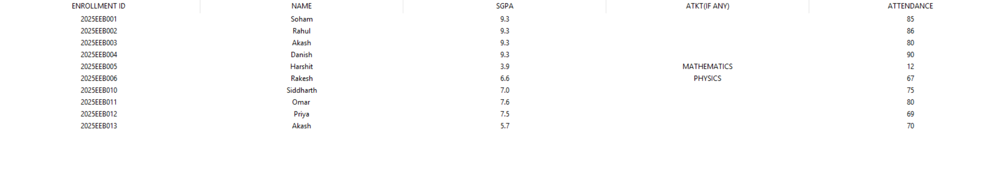 ENROLLMENT ID NAME SGPA ATKT(IF ANY) ATTENDANCE
2025EEB001 Soham 9.3 85
2025EEB002 Rahul 9.3 86
2025EEB003 Akash 9.3 80
2025EEB004 Danish 9.3 90
2025EEB005 Harshit 3.9 MATHEMATICS 12
2025EEB006 Rakesh 6.6 PHYSICS 67
2025EEB010 Siddharth 7.0 75
2025EEB011 Omar 7.6 80
2025EEB012 Priya 7.5 69
2025EEB013 Akash 5.7 70